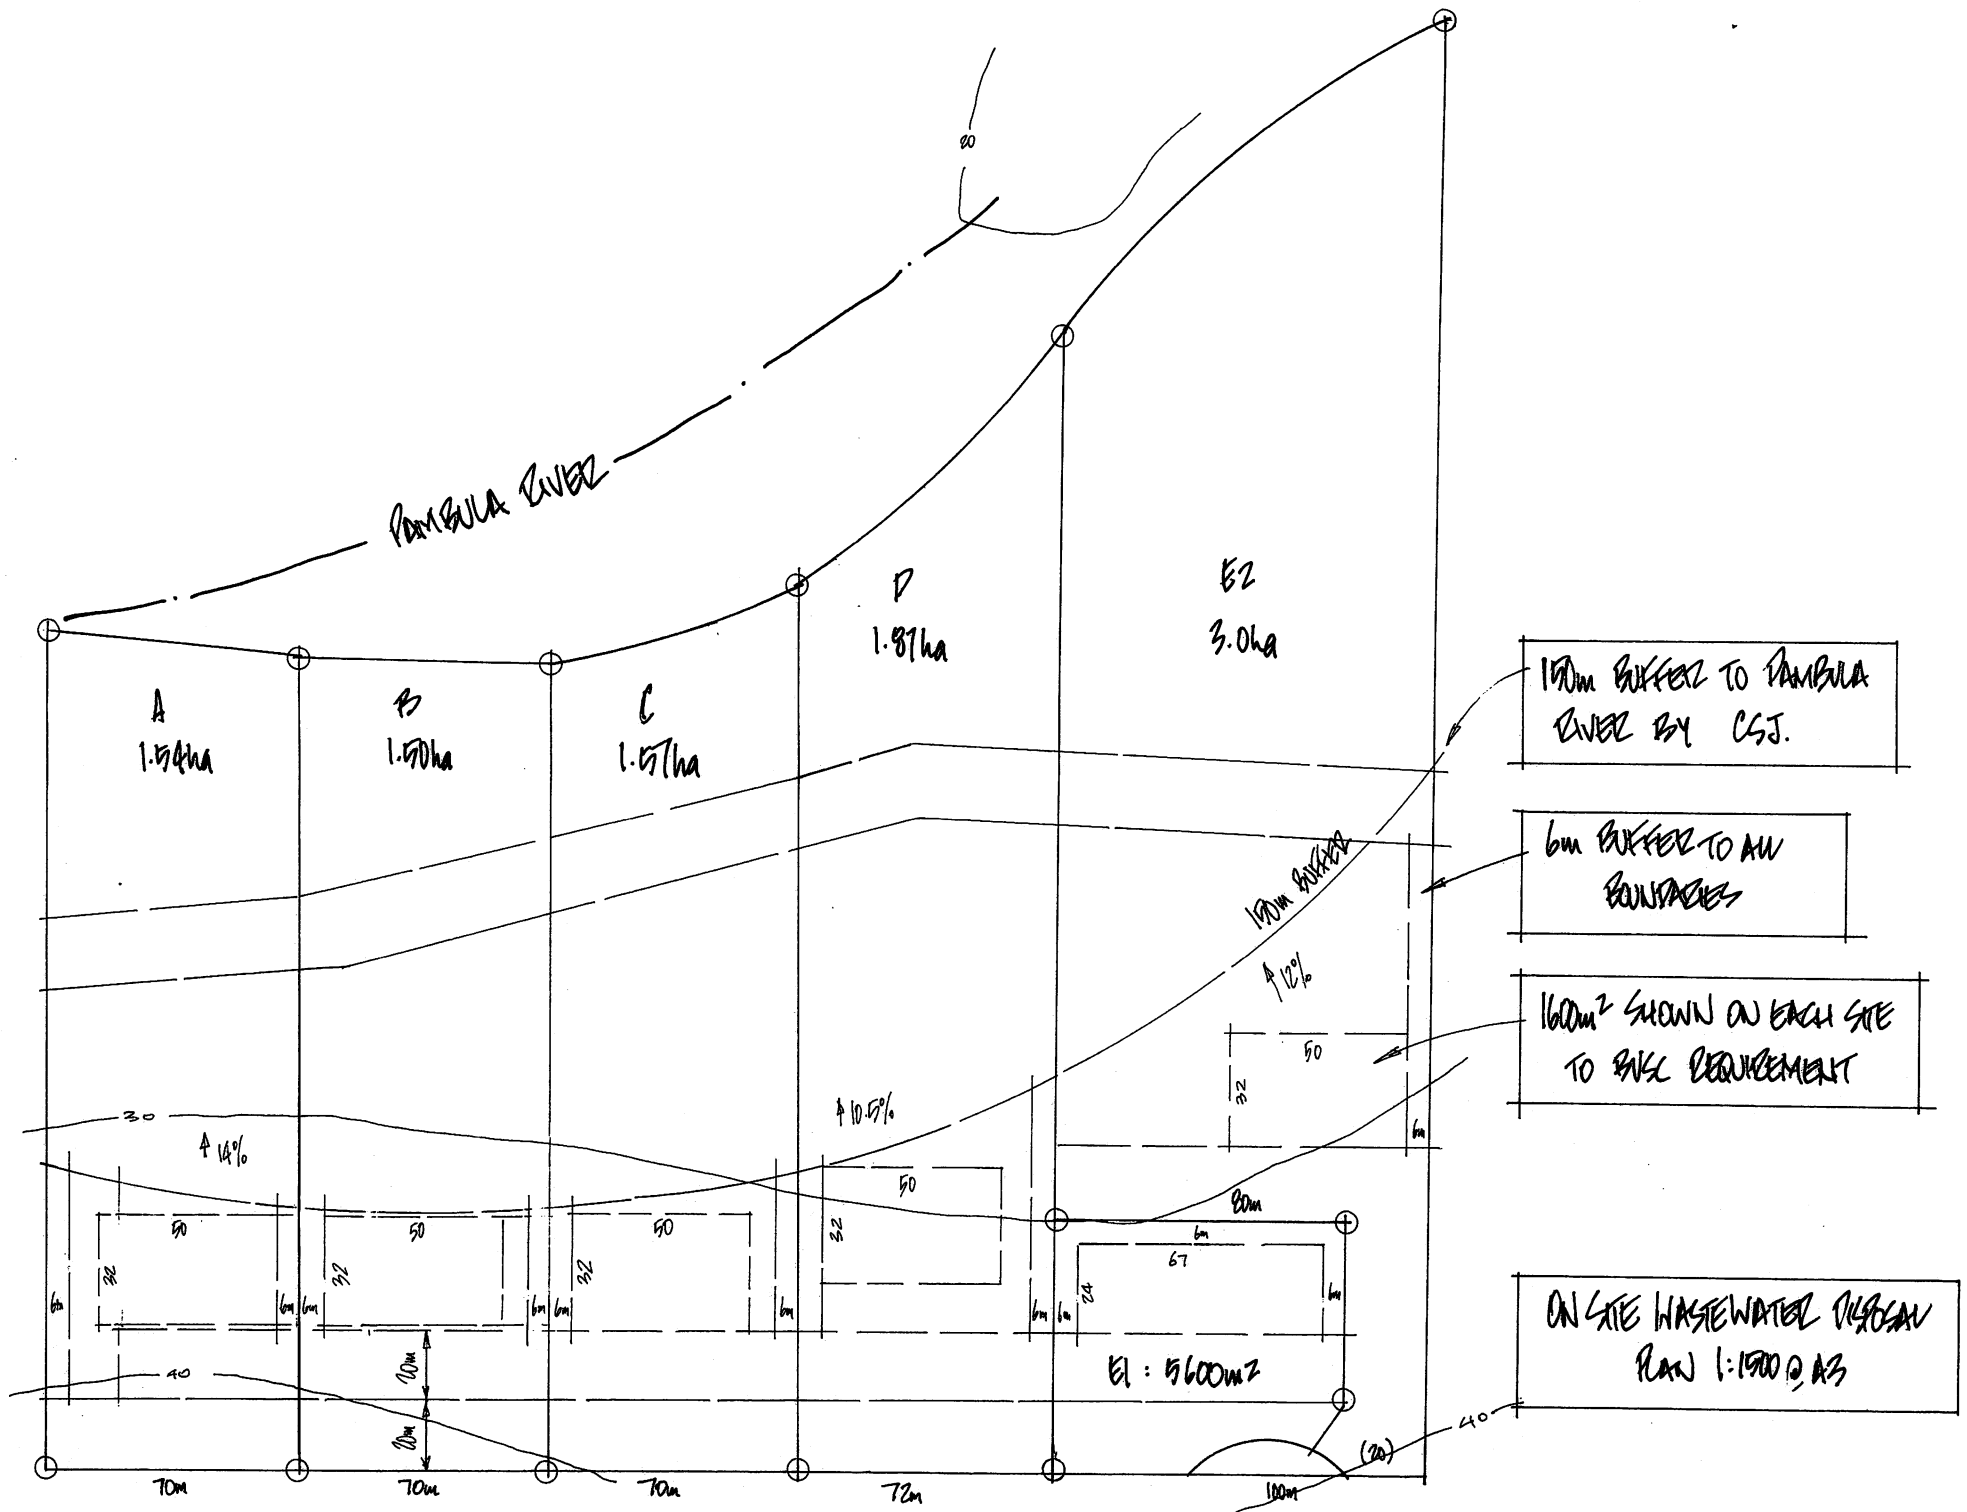 20
PAMBULA RIVER
A
1.54ha
B
1.50ha
C
1.57ha
D
1.87ha
E2
3.0ha
150m BUFFER TO PAMBULA
RIVER BY CSJ.
6m BUFFER TO ALL
BOUNDARIES
1600m² SHOWN ON EACH SITE
TO BVSC REQUIREMENT
ON SITE WASTEWATER DISPOSAL
PLAN 1:1500 @ A3
150m BUFFER
12%
50
32
6m
30
14%
10.5%
50
32
6m
6m
6m
50
32
6m
6m
50
32
6m
50
32
6m
6m
80m
6m
67
24
6m
E1 : 5600m2
40
20m
20m
40
(20)
70m
70m
70m
72m
100m